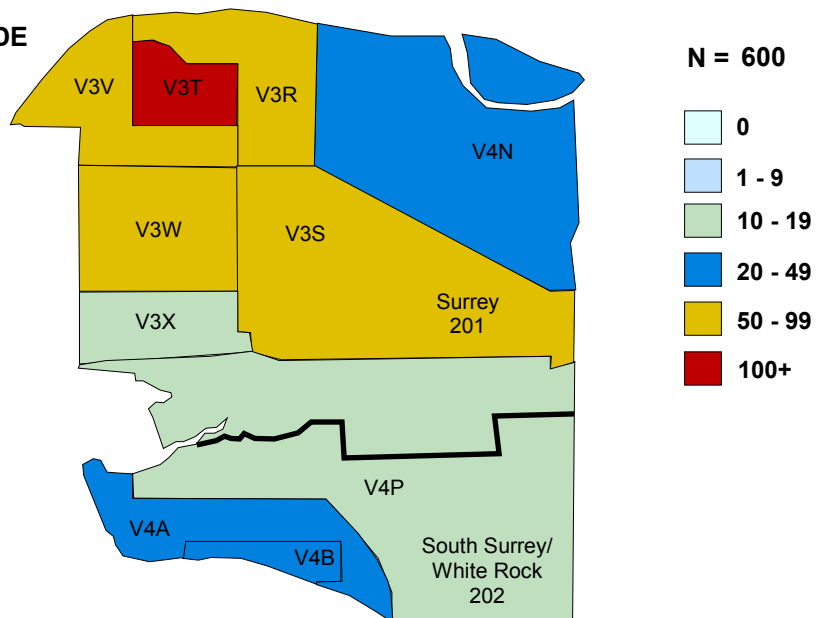 DE
N = 600
0
1 - 9
10 - 19
20 - 49
50 - 99
100+
V3V
V3T
V3R
V4N
V3W
V3S
V3X
Surrey
201
V4P
V4A
V4B
South Surrey/
White Rock
202